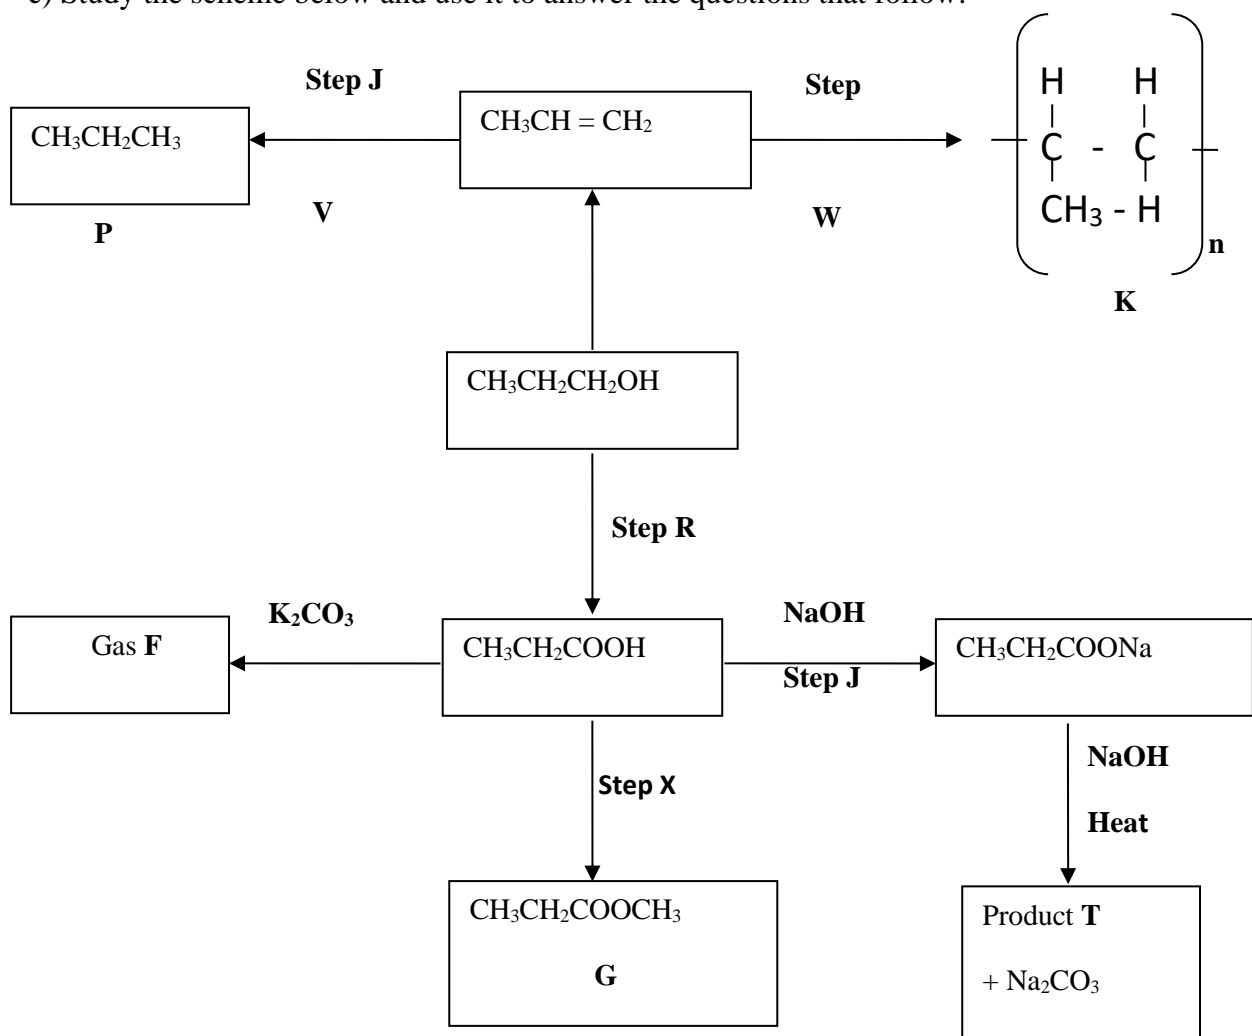 c) Study the scheme below and use it to answer the questions that follow.
Step J
Step
CH₃CH₂CH₃
CH₃CH = CH₂
V
W
P
H H
C - C
CH₃ - H
n
K
CH₃CH₂CH₂OH
Step R
K₂CO₃
NaOH
Gas F
CH₃CH₂COOH
Step J
CH₃CH₂COONa
Step X
NaOH
Heat
CH₃CH₂COOCH₃
G
Product T
+ Na₂CO₃